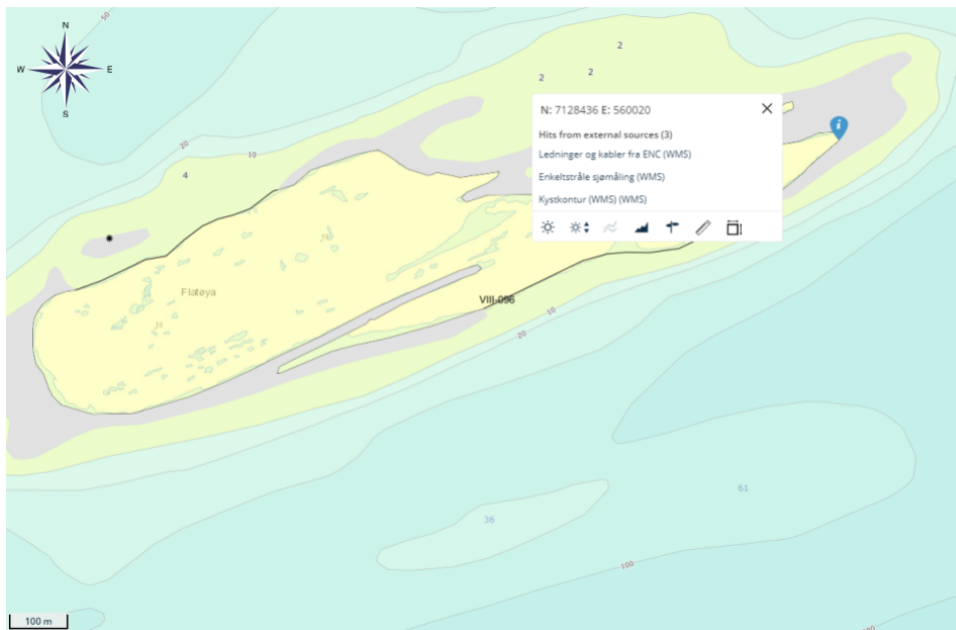 50
N
W E
S
2
2
2
20
10
4
N: 7128436 E: 560020
Hits from external sources (3)
Ledninger og kabler fra ENC (WMS)
Enkeltstråle sjømåling (WMS)
Kystkontur (WMS) (WMS)
Flatøya
VIII-096
10
20
61
36
100
100 m